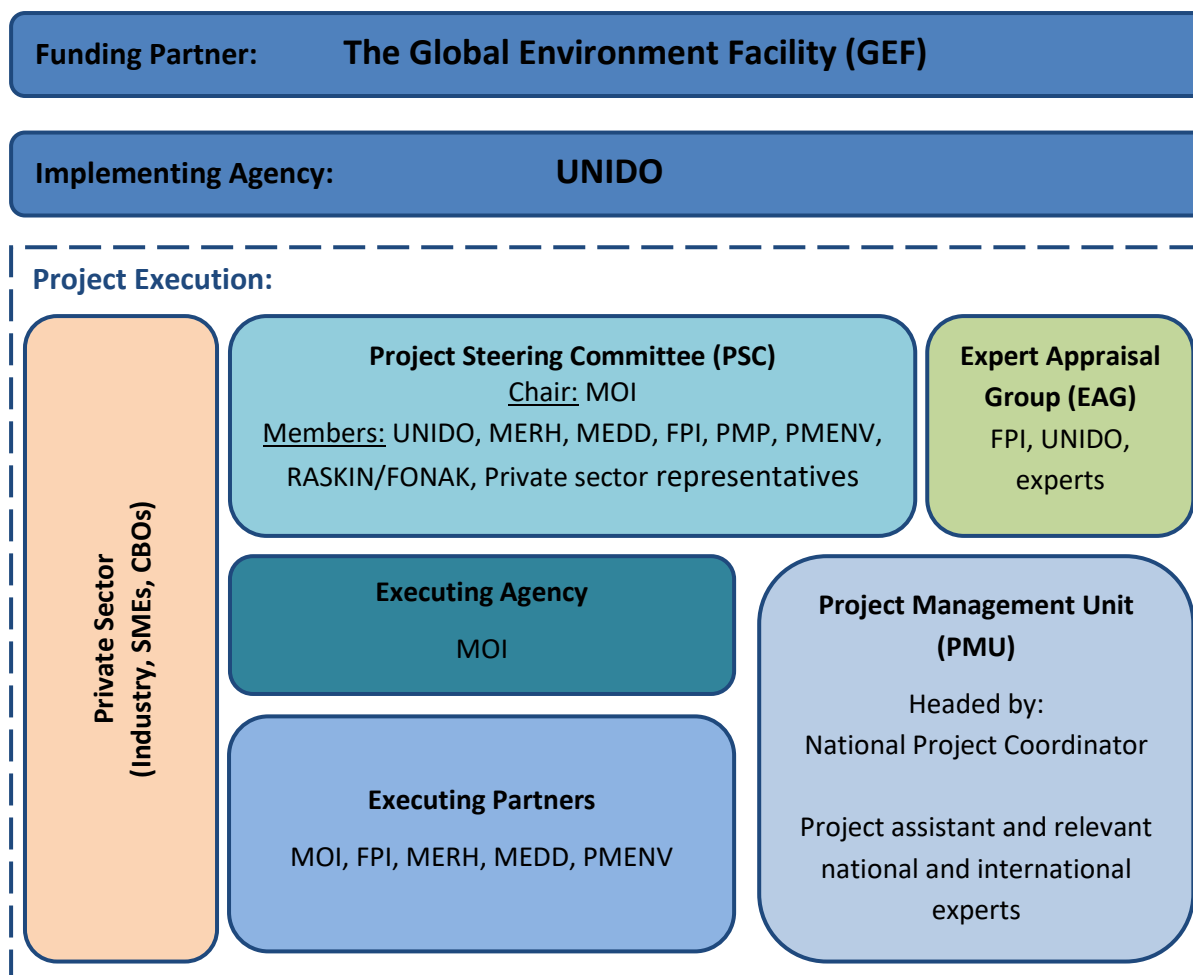 Funding Partner: The Global Environment Facility (GEF)
Implementing Agency: UNIDO
Project Execution:
Private Sector
(Industry, SMEs, CBOs)
Project Steering Committee (PSC)
Chair: MOI
Members: UNIDO, MERH, MEDD, FPI, PMP, PMENV,
RASKIN/FONAK, Private sector representatives
Expert Appraisal
Group (EAG)
FPI, UNIDO,
experts
Executing Agency
MOI
Project Management Unit
(PMU)
Headed by:
National Project Coordinator
Project assistant and relevant
national and international
experts
Executing Partners
MOI, FPI, MERH, MEDD, PMENV